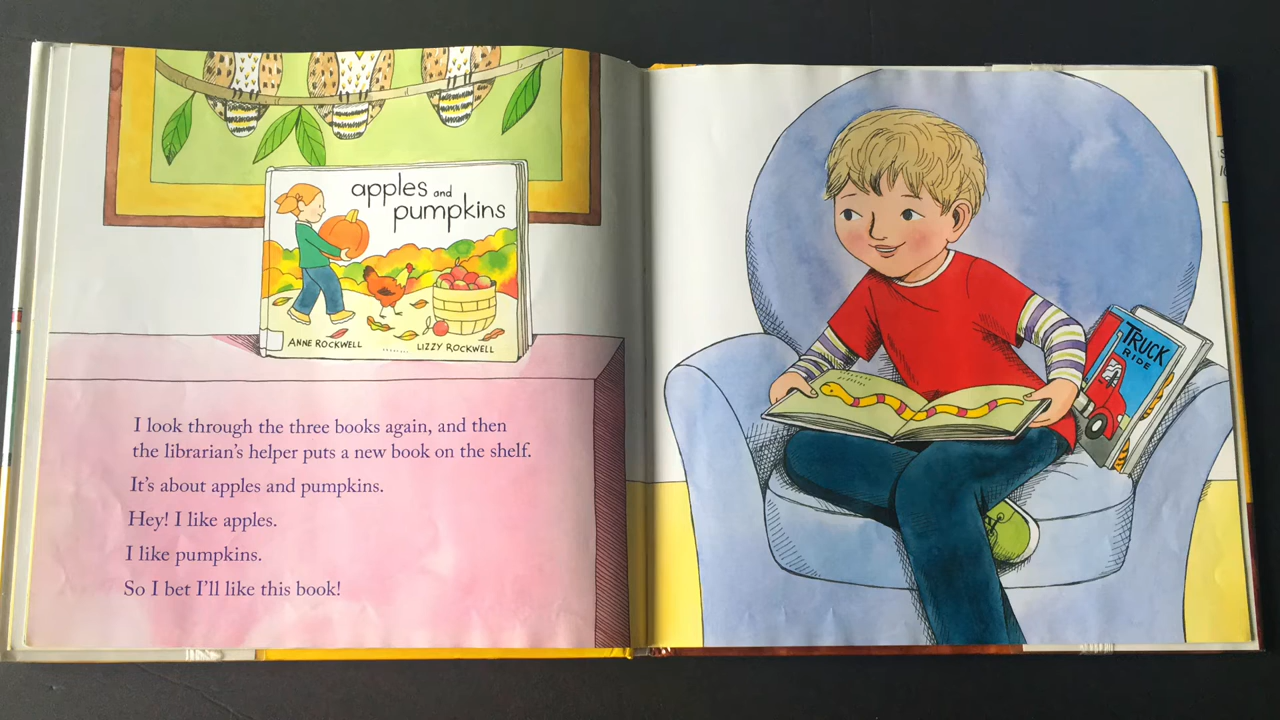 apples and
pumpkins
ANNE ROCKWELL ........ LIZZY ROCKWELL
I look through the three books again, and then
the librarian's helper puts a new book on the shelf.
It's about apples and pumpkins.
Hey! I like apples.
I like pumpkins.
So I bet I'll like this book!
TRUCK
RIDE